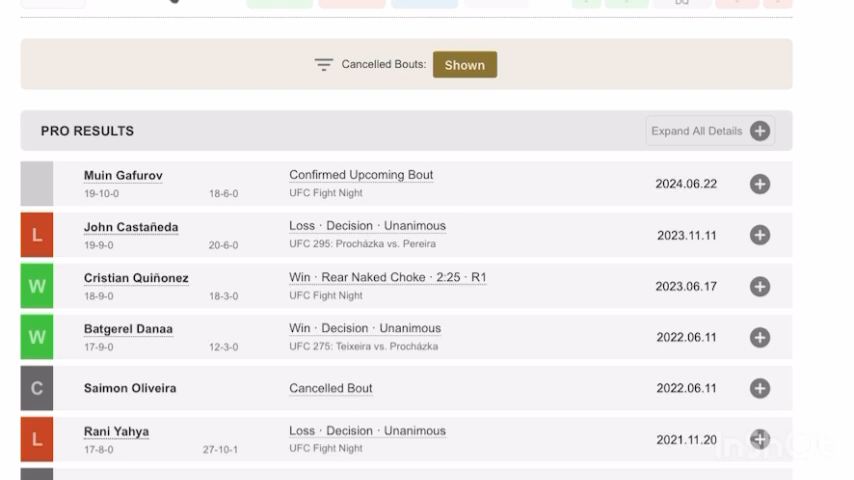 DQ
Cancelled Bouts: Shown
PRO RESULTS Expand All Details
Muin Gafurov Confirmed Upcoming Bout 2024.06.22
19-10-0 18-6-0 UFC Fight Night
L John Castañeda Loss · Decision · Unanimous 2023.11.11
19-9-0 20-6-0 UFC 295: Procházka vs. Pereira
W Cristian Quiñonez Win · Rear Naked Choke · 2:25 · R1 2023.06.17
18-9-0 18-3-0 UFC Fight Night
W Batgerel Danaa Win · Decision · Unanimous 2022.06.11
17-9-0 12-3-0 UFC 275: Teixeira vs. Procházka
C Saimon Oliveira Cancelled Bout 2022.06.11
L Rani Yahya Loss · Decision · Unanimous 2021.11.20
17-8-0 27-10-1 UFC Fight Night
InShOt